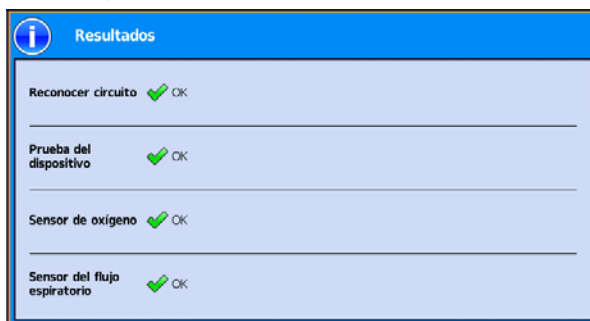 Resultados
Reconocer circuito OK
Prueba del
dispositivo OK
Sensor de oxígeno OK
Sensor del flujo
espiratorio OK